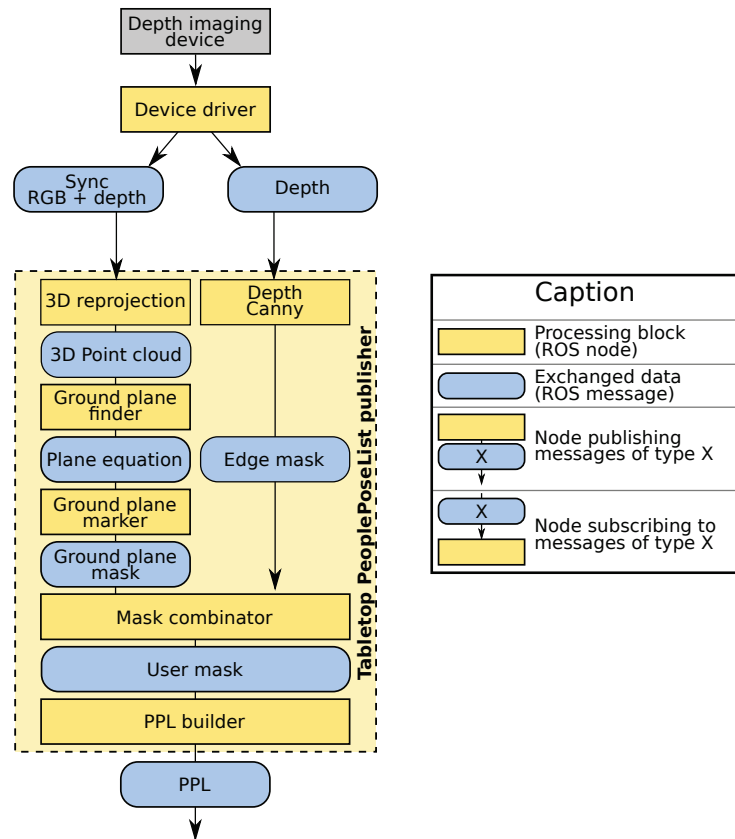 Depth imaging
device
Device driver
Sync
RGB + depth
Depth
3D reprojection
Depth
Canny
3D Point cloud
Ground plane
finder
Plane equation
Edge mask
Ground plane
marker
Ground plane
mask
Mask combinator
User mask
PPL builder
Tabletop PeoplePoseList publisher
PPL
Caption
Processing block
(ROS node)
Exchanged data
(ROS message)
X
Node publishing
messages of type X
X
Node subscribing to
messages of type X